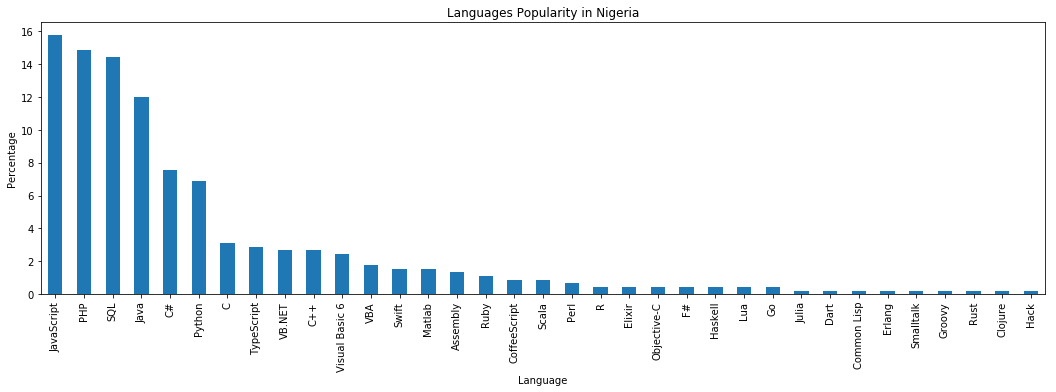 Languages Popularity in Nigeria
Percentage
16
14
12
10
8
6
4
2
0
JavaScript
PHP
SQL
Java
C#
Python
C
TypeScript
VB.NET
C++
Visual Basic 6
VBA
Swift
Matlab
Assembly
Ruby
CoffeeScript
Scala
Perl
R
Elixir
Objective-C
F#
Haskell
Lua
Go
Julia
Dart
Common Lisp
Erlang
Smalltalk
Groovy
Rust
Clojure
Hack
Language